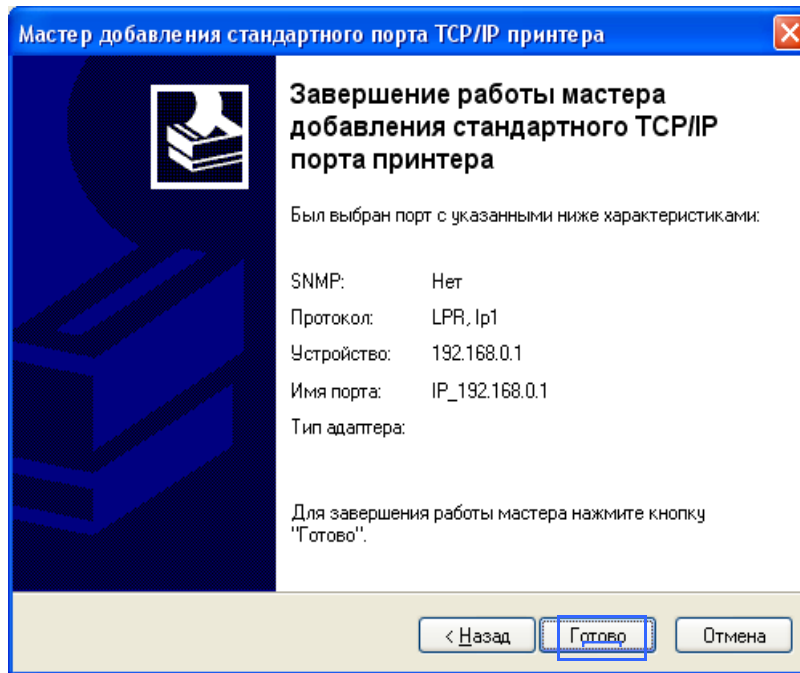 Мастер добавления стандартного порта TCP/IP принтера
Завершение работы мастера
добавления стандартного TCP/IP
порта принтера
Был выбран порт с указанными ниже характеристиками:
SNMP: Нет
Протокол: LPR, lp1
Устройство: 192.168.0.1
Имя порта: IP_192.168.0.1
Тип адаптера:
Для завершения работы мастера нажмите кнопку
"Готово".
< Назад Готово Отмена